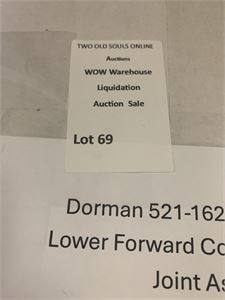 TWO OLD SOULS ONLINE
Auctions
WOW Warehouse
Liquidation
Auction Sale
Lot 69
Dorman 521-162
Lower Forward Co
Joint As